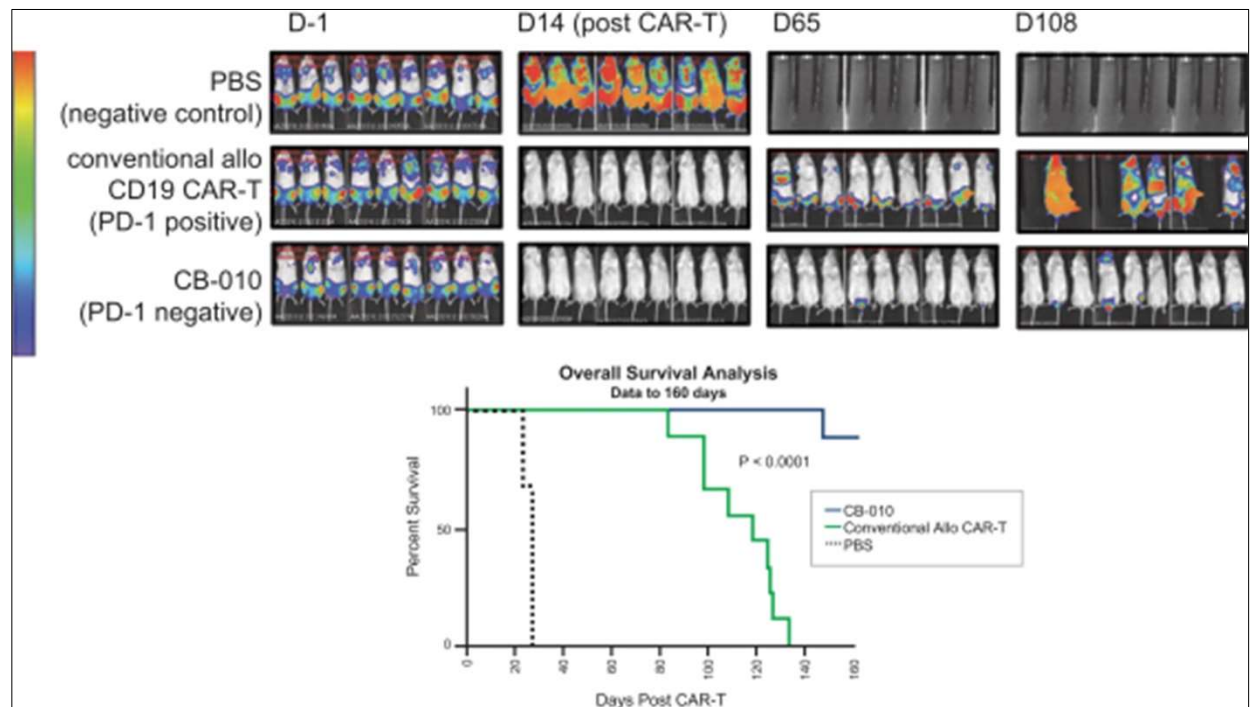 D-1
D14 (post CAR-T)
D65
D108
PBS
(negative control)
conventional allo
CD19 CAR-T
(PD-1 positive)
CB-010
(PD-1 negative)
Overall Survival Analysis
Data to 160 days
100
50
0
Percent Survival
P < 0.0001
CB-010
Conventional Allo CAR-T
PBS
0
20
40
60
80
100
120
140
160
Days Post CAR-T